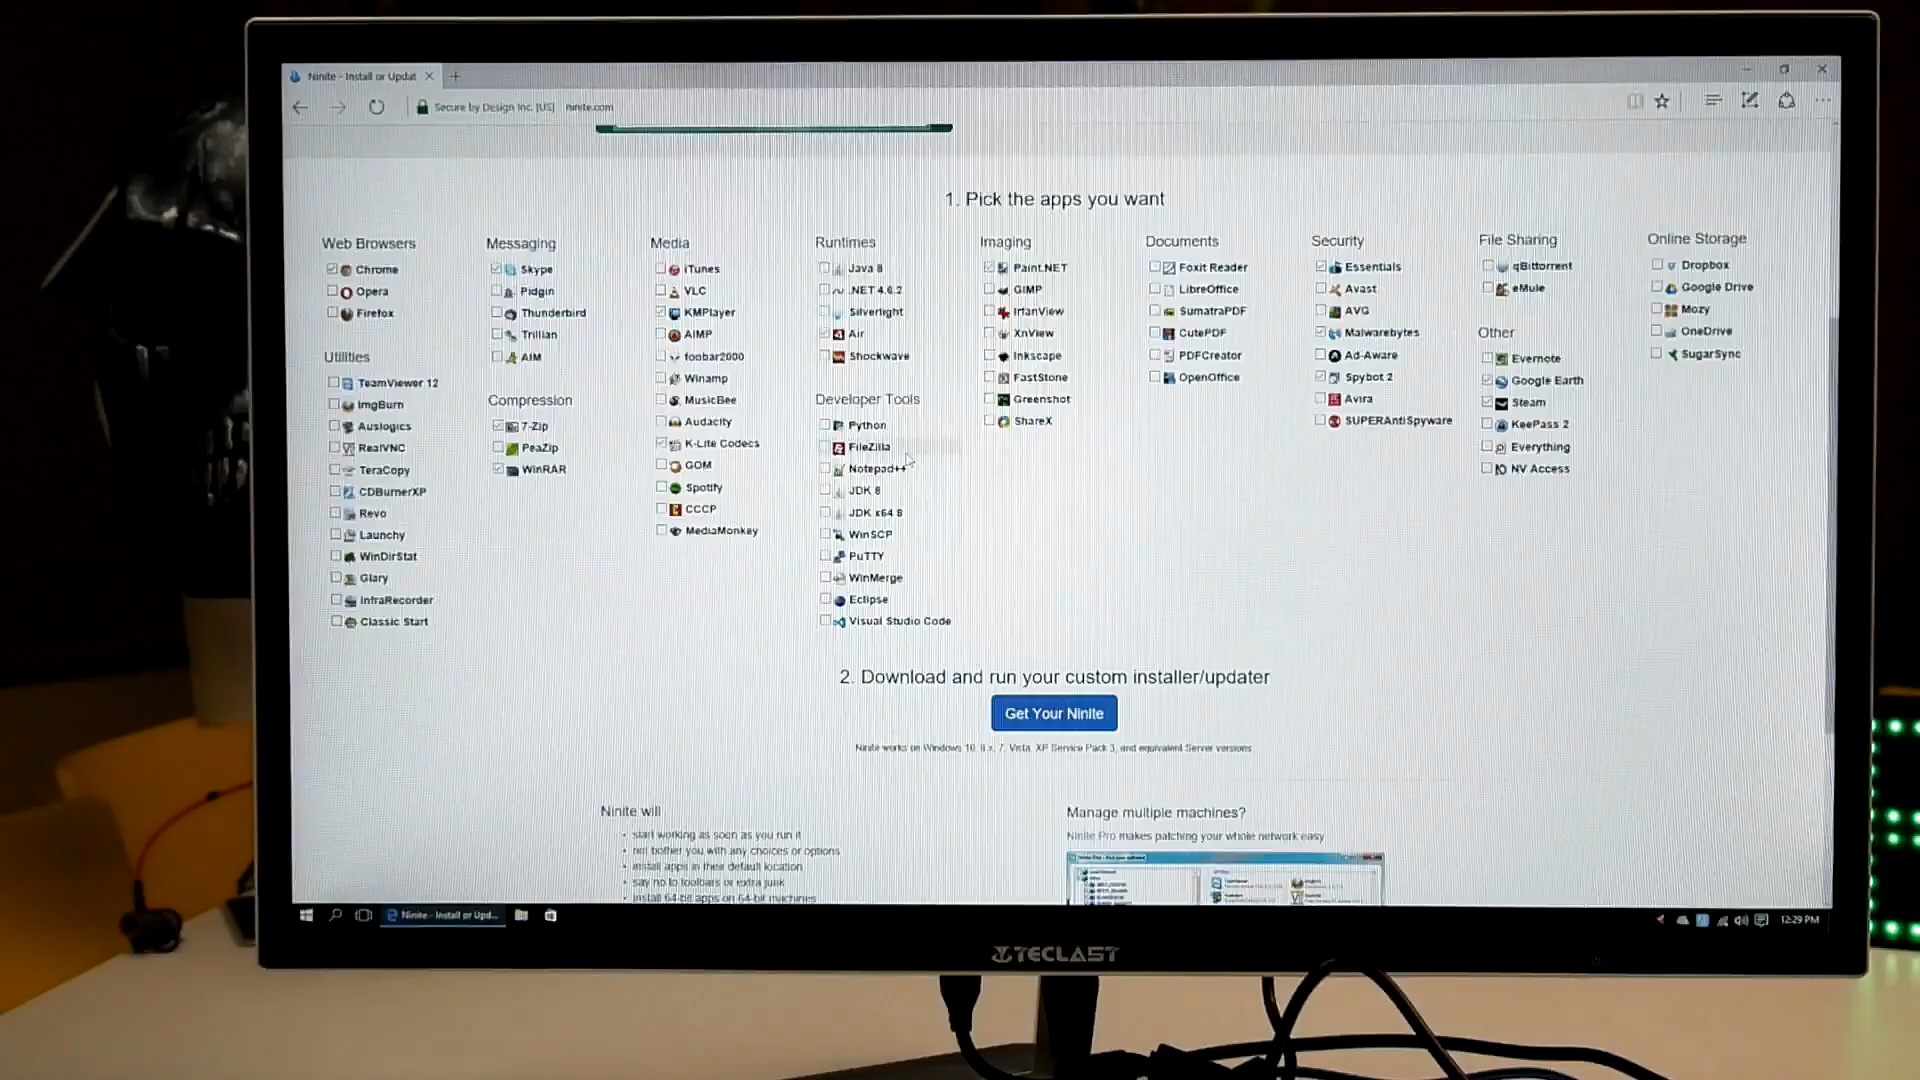 Ninite - Install or Updat
Secure by Design Inc. [US] ninite.com
1. Pick the apps you want
Web Browsers
Chrome
Opera
Firefox
Utilities
TeamViewer 12
ImgBurn
Auslogics
RealVNC
TeraCopy
CDBurnerXP
Revo
Launchy
WinDirStat
Glary
InfraRecorder
Classic Start
Messaging
Skype
Pidgin
Thunderbird
Trillian
AIM
Compression
7-Zip
PeaZip
WinRAR
Media
iTunes
VLC
KMPlayer
AIMP
foobar2000
Winamp
MusicBee
Audacity
K-Lite Codecs
GOM
Spotify
CCCP
MediaMonkey
Runtimes
Java 8
.NET 4.6.2
Silverlight
Air
Shockwave
Developer Tools
Python
FileZilla
Notepad++
JDK 8
JDK x64 8
WinSCP
PuTTY
WinMerge
Eclipse
Visual Studio Code
Imaging
Paint.NET
GIMP
IrfanView
XnView
Inkscape
FastStone
Greenshot
ShareX
Documents
Foxit Reader
LibreOffice
SumatraPDF
CutePDF
PDFCreator
OpenOffice
Security
Essentials
Avast
AVG
Malwarebytes
Ad-Aware
Spybot 2
Avira
SUPERAntiSpyware
File Sharing
qBittorrent
eMule
Other
Evernote
Google Earth
Steam
KeePass 2
Everything
NV Access
Online Storage
Dropbox
Google Drive
Mozy
OneDrive
SugarSync
2. Download and run your custom installer/updater
Get Your Ninite
Ninite works on Windows 10, 8.x, 7, Vista, XP Service Pack 3, and equivalent Server versions
Ninite will
start working as soon as you run it
not bother you with any choices or options
install apps in their default location
say no to toolbars or extra junk
install 64-bit apps on 64-bit machines
Manage multiple machines?
Ninite Pro makes patching your whole network easy
Ninite - Install or Upd...
12:29 PM
TECLAST